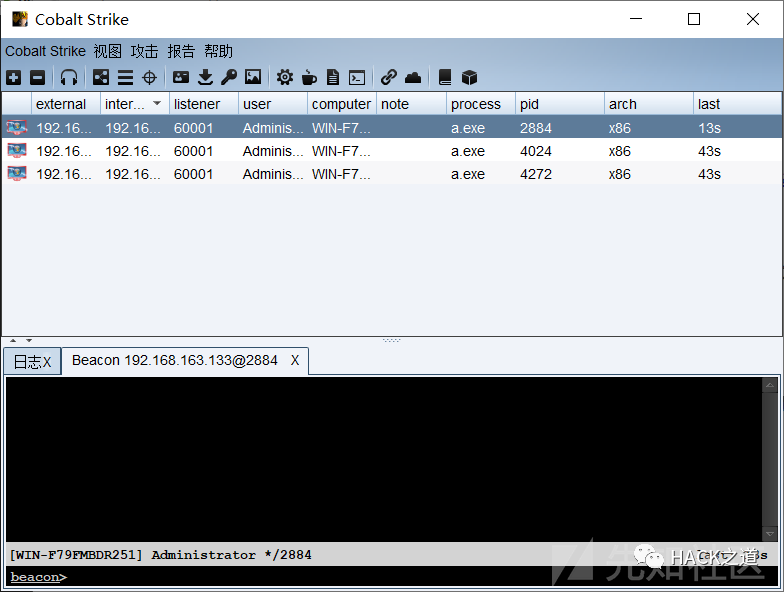 Cobalt Strike
Cobalt Strike 视图 攻击 报告 帮助
external inter... listener user computer note process pid arch last
192.16... 192.16... 60001 Adminis... WIN-F7... a.exe 2884 x86 13s
192.16... 192.16... 60001 Adminis... WIN-F7... a.exe 4024 x86 43s
192.16... 192.16... 60001 Adminis... WIN-F7... a.exe 4272 x86 43s
日志X Beacon 192.168.163.133@2884 X
[WIN-F79FMBDR251] Administrator */2884
beacon>
HACK之道
先知社区